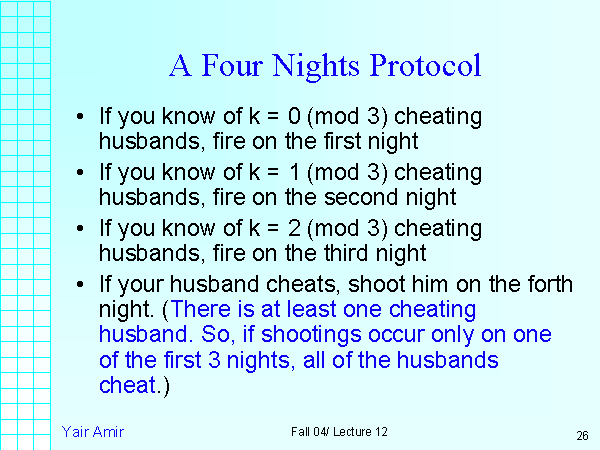 A Four Nights Protocol
• If you know of k = 0 (mod 3) cheating
husbands, fire on the first night
• If you know of k = 1 (mod 3) cheating
husbands, fire on the second night
• If you know of k = 2 (mod 3) cheating
husbands, fire on the third night
• If your husband cheats, shoot him on the forth
night. (There is at least one cheating
husband. So, if shootings occur only on one
of the first 3 nights, all of the husbands
cheat.)
Yair Amir
Fall 04/ Lecture 12
26